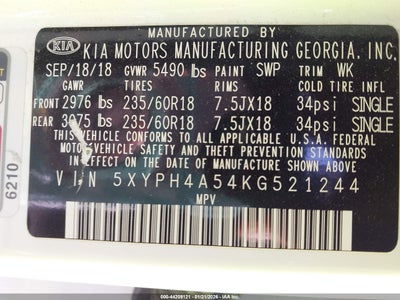 MANUFACTURED BY
KIA KIA MOTORS MANUFACTURING GEORGIA, INC.
SEP/18/18 GVWR 5490 lbs PAINT SWP TRIM WK
GAWR TIRES RIMS COLD TIRE INFL
FRONT 2976 lbs 235/60R18 7.5JX18 34psi SINGLE
REAR 3075 lbs 235/60R18 7.5JX18 34psi SINGLE
THIS VEHICLE CONFORMS TO ALL APPLICABLE U.S.A. FEDERAL
MOTOR VEHICLE SAFETY AND THEFT PREVENTION STANDARDS IN
EFFECT ON THE DATE OF MANUFACTURE SHOWN ABOVE.
VIN 5XYPH4A54KG521244
MPV
6210